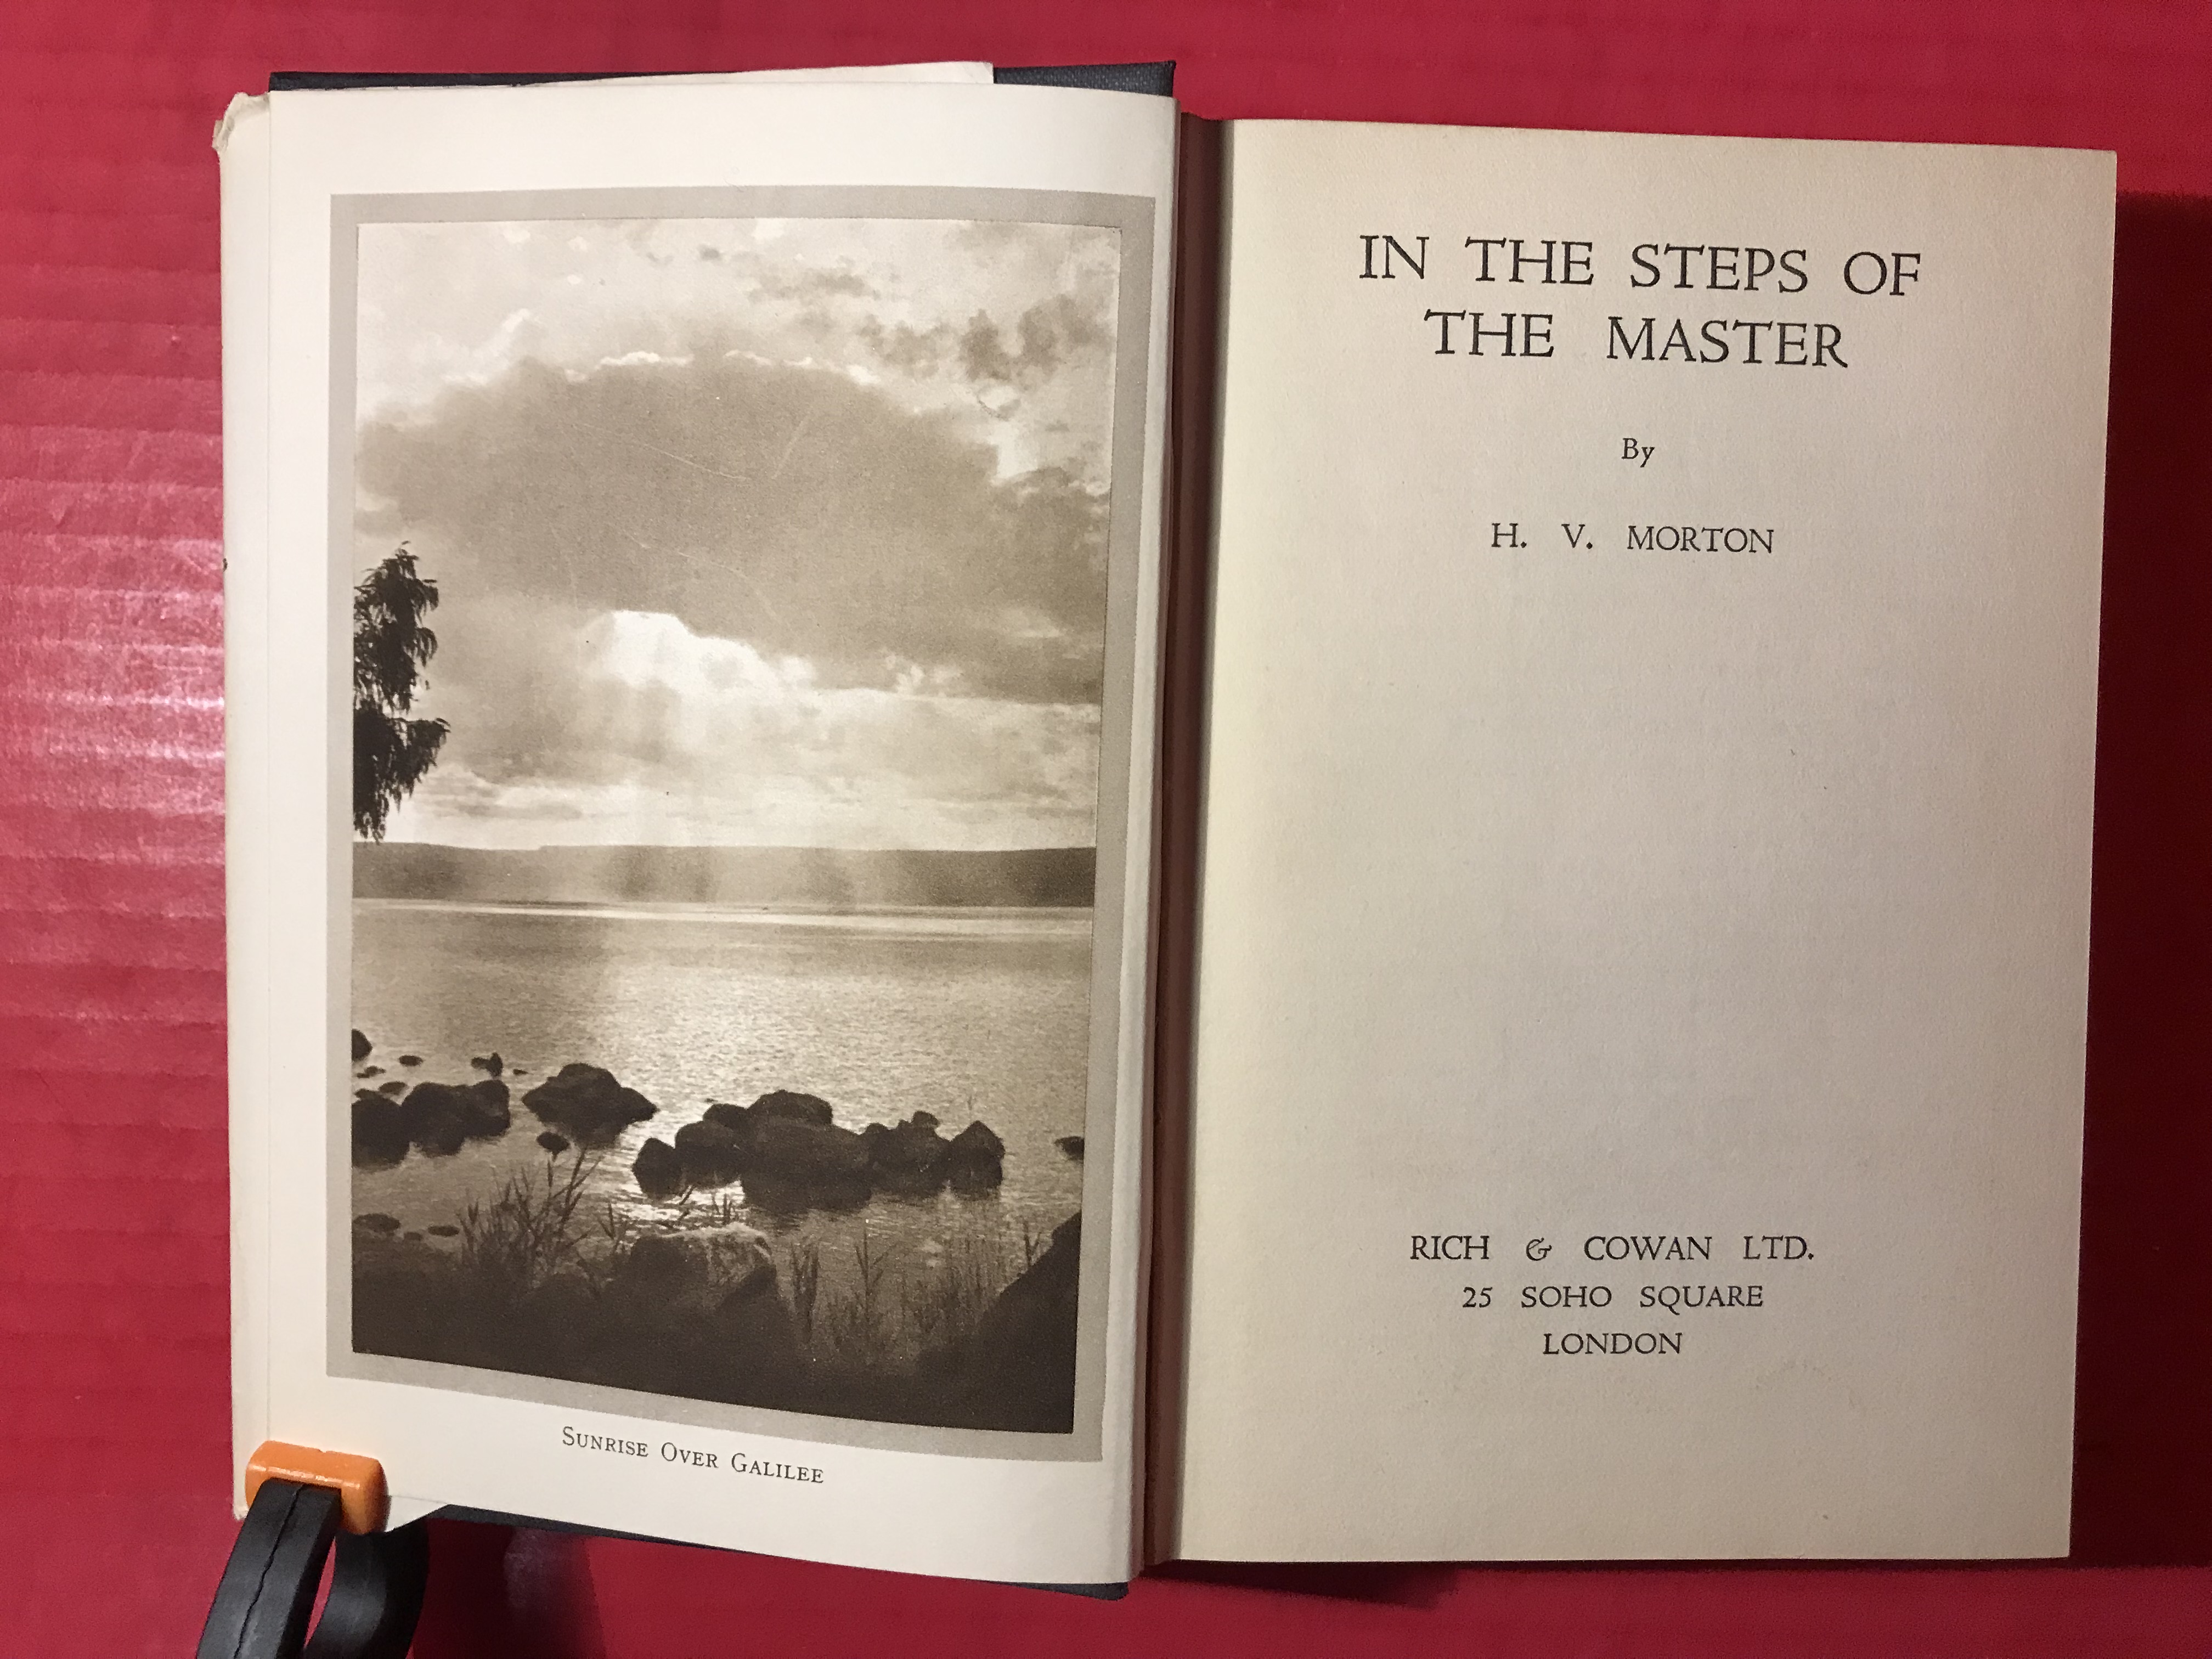 SUNRISE OVER GALILEE
IN THE STEPS OF
THE MASTER
By
H. V. MORTON
RICH & COWAN LTD.
25 SOHO SQUARE
LONDON